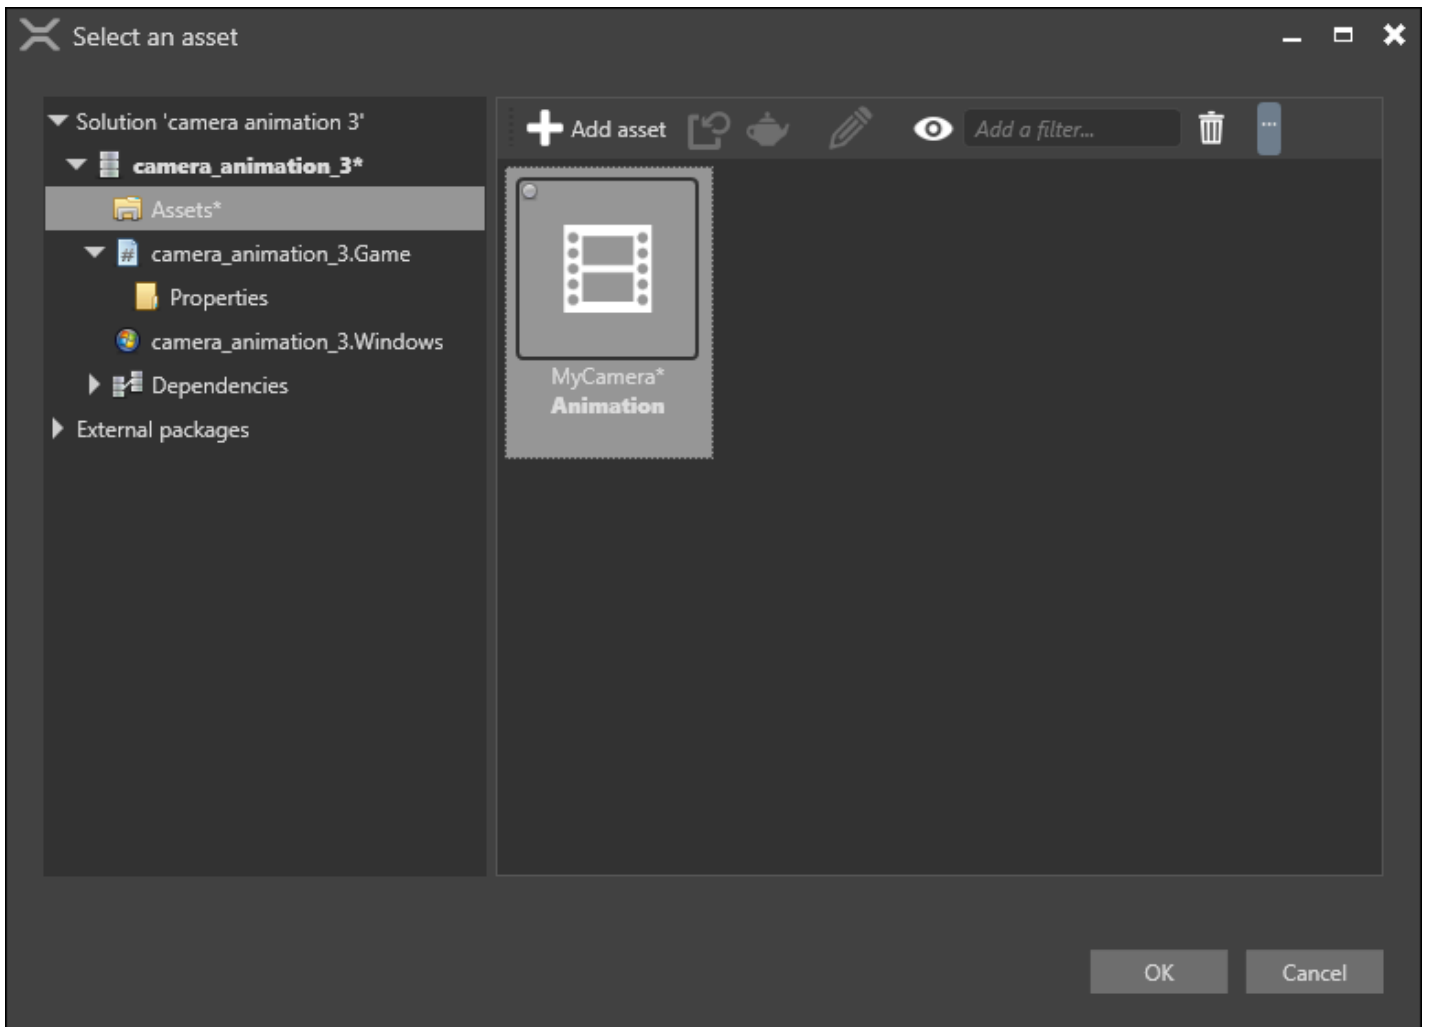 Select an asset
Solution 'camera animation 3'
camera_animation_3*
Assets*
camera_animation_3.Game
Properties
camera_animation_3.Windows
Dependencies
External packages
Add asset
Add a filter...
...
MyCamera*
Animation
OK
Cancel